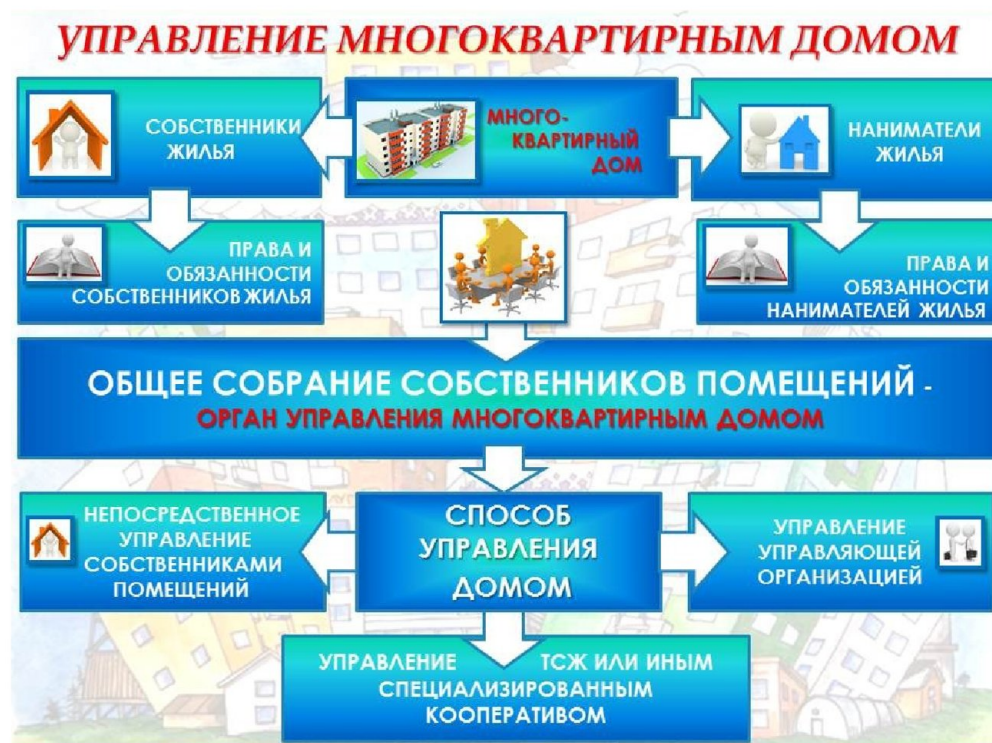 УПРАВЛЕНИЕ МНОГОКВАРТИРНЫМ ДОМОМ
СОБСТВЕННИКИ
ЖИЛЬЯ
МНОГО-
КВАРТИРНЫЙ
ДОМ
НАНИМАТЕЛИ
ЖИЛЬЯ
ПРАВА И
ОБЯЗАННОСТИ
СОБСТВЕННИКОВ ЖИЛЬЯ
ПРАВА И
ОБЯЗАННОСТИ
НАНИМАТЕЛЕЙ ЖИЛЬЯ
ОБЩЕЕ СОБРАНИЕ СОБСТВЕННИКОВ ПОМЕЩЕНИЙ -
ОРГАН УПРАВЛЕНИЯ МНОГОКВАРТИРНЫМ ДОМОМ
НЕПОСРЕДСТВЕННОЕ
УПРАВЛЕНИЕ
СОБСТВЕННИКАМИ
ПОМЕЩЕНИЙ
СПОСОБ
УПРАВЛЕНИЯ
ДОМОМ
УПРАВЛЕНИЕ
УПРАВЛЯЮЩЕЙ
ОРГАНИЗАЦИЕЙ
УПРАВЛЕНИЕ ТСЖ ИЛИ ИНЫМ
СПЕЦИАЛИЗИРОВАННЫМ
КООПЕРАТИВОМ